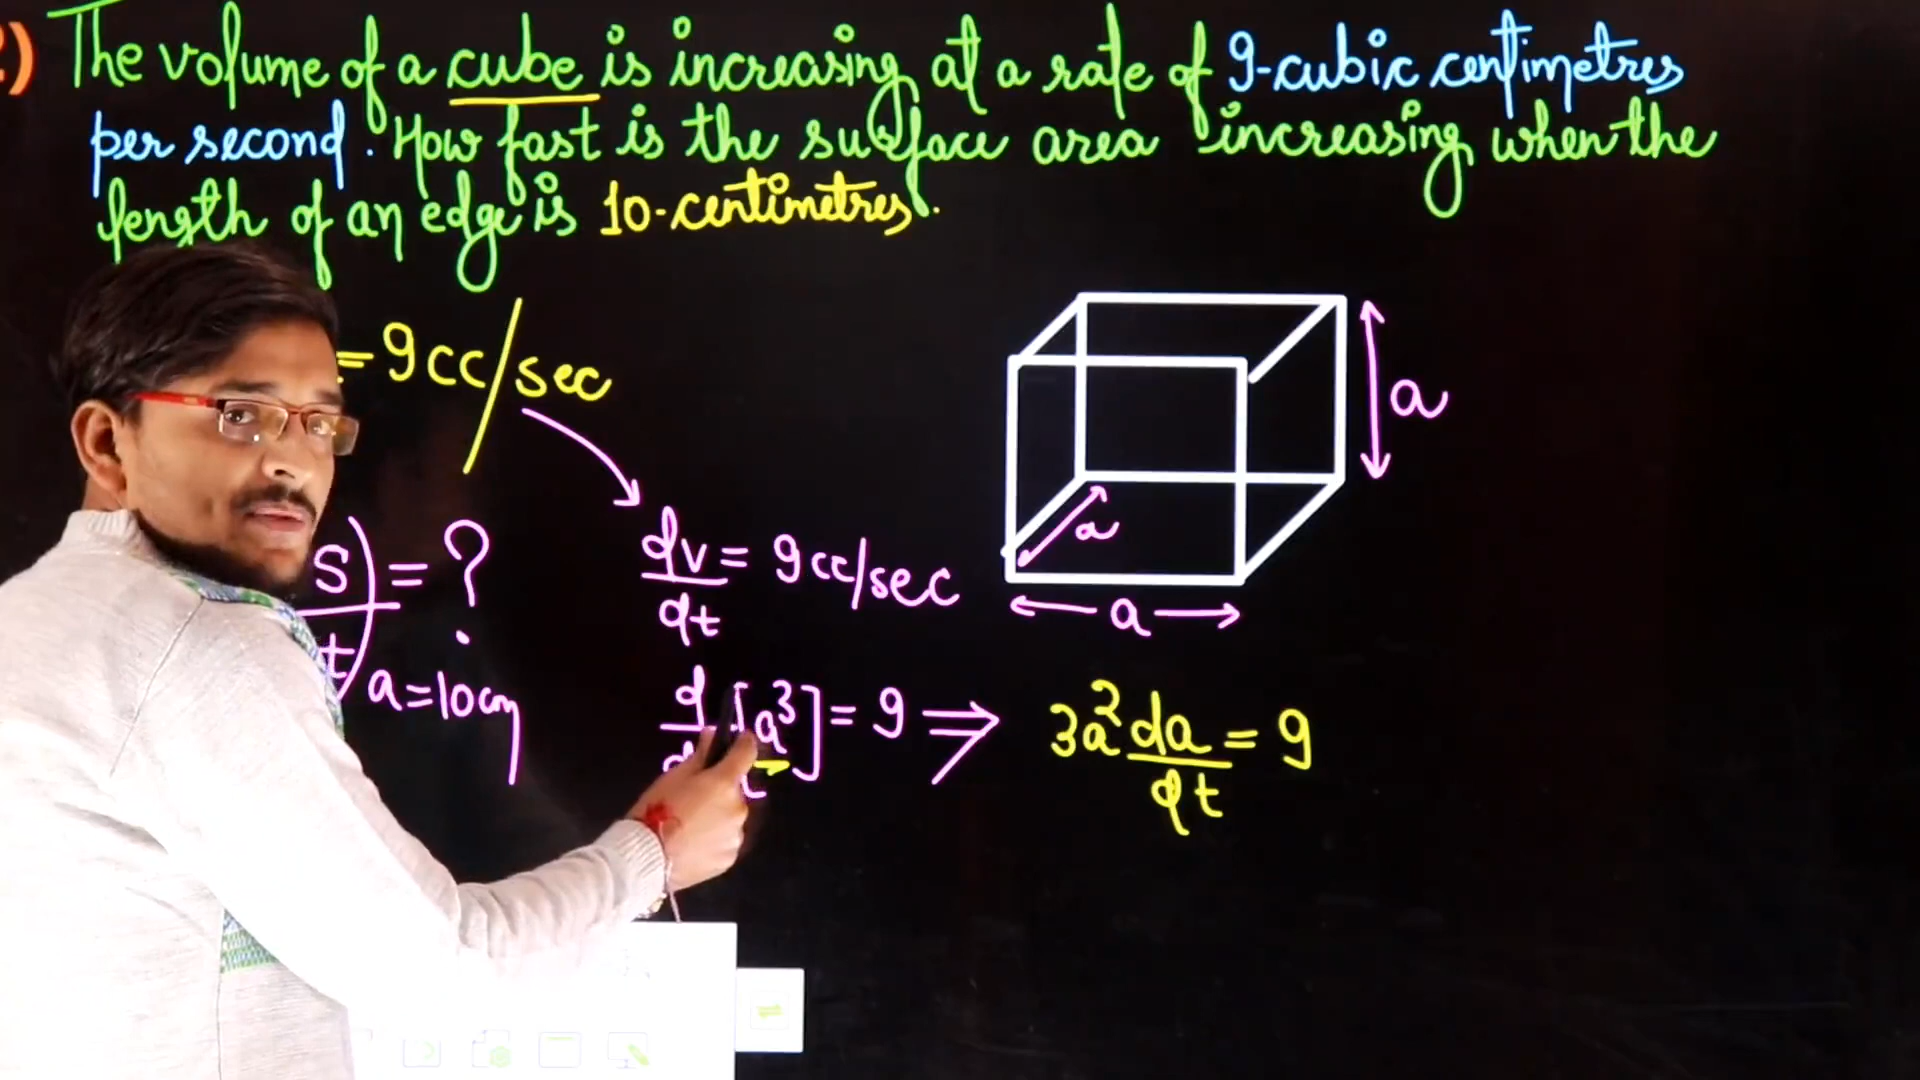 2) The volume of a cube is increasing at a rate of 9-cubic centimetres
per second. How fast is the surface area increasing when the
length of an edge is 10-centimetres.
= 9cc/sec
a
a
a
S) = ?
t) a=10cm
dv/dt = 9cc/sec
d [a³] = 9 ⇒ 3a² da/dt = 9